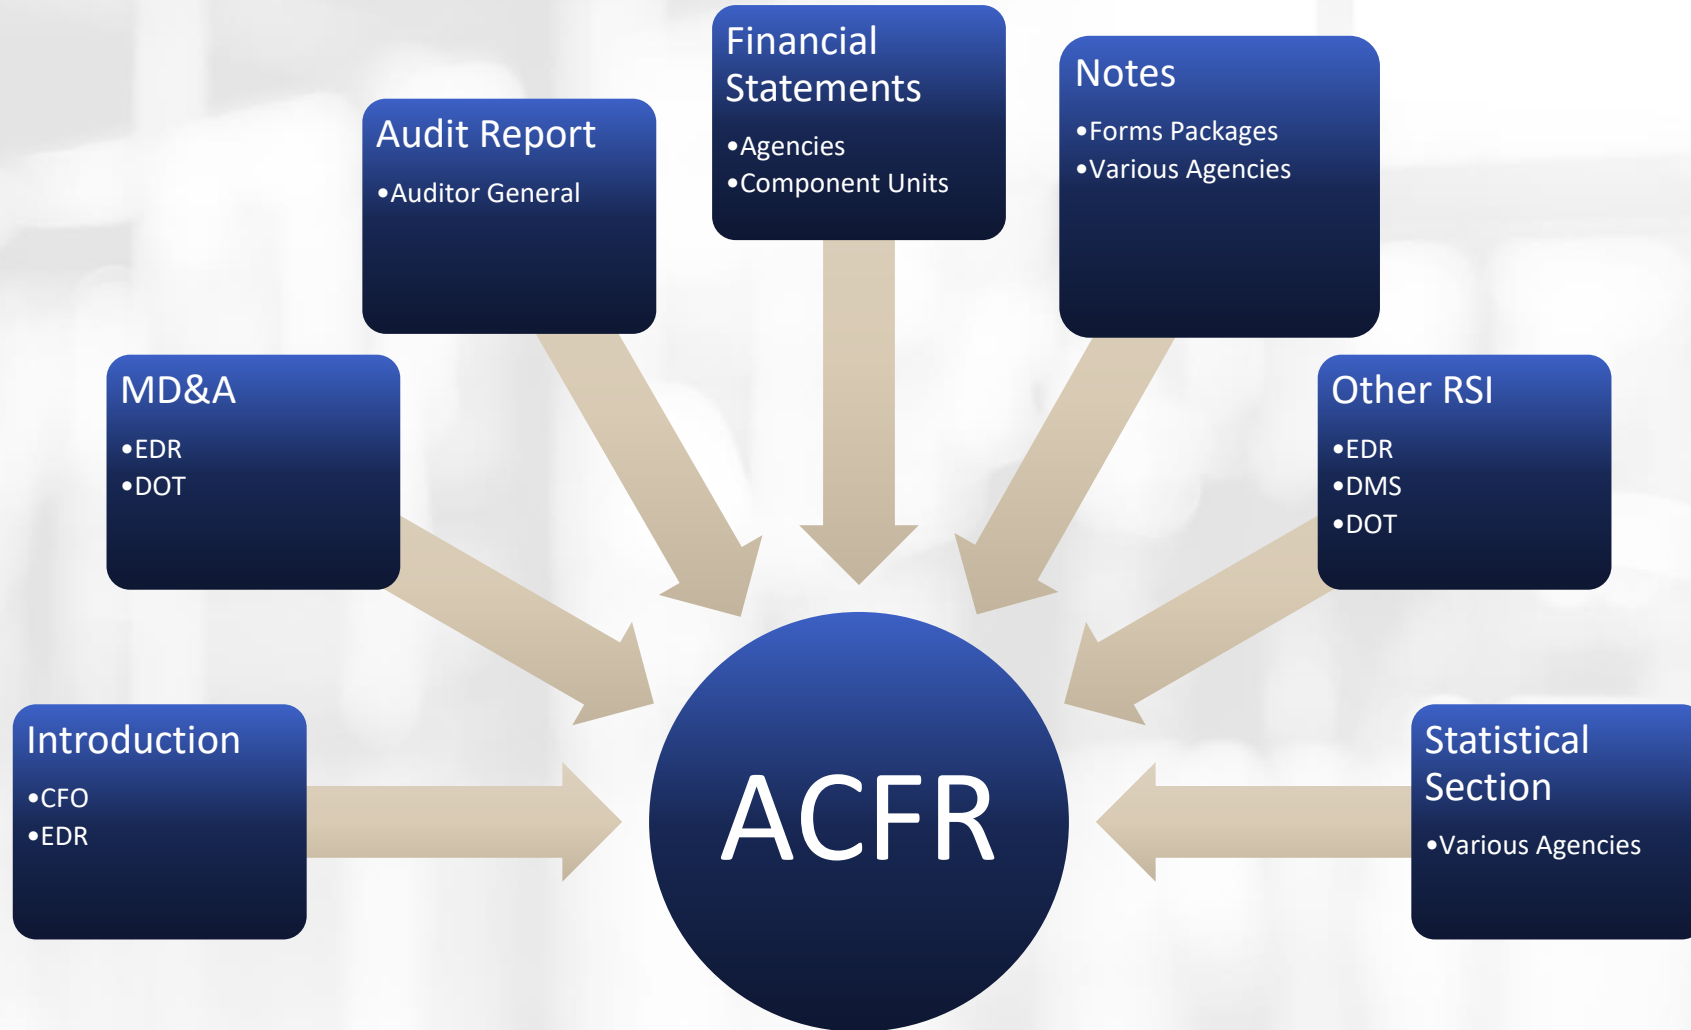 Financial
Statements
•Agencies
•Component Units
Notes
•Forms Packages
•Various Agencies
Audit Report
•Auditor General
MD&A
•EDR
•DOT
Other RSI
•EDR
•DMS
•DOT
Introduction
•CFO
•EDR
ACFR
Statistical
Section
•Various Agencies